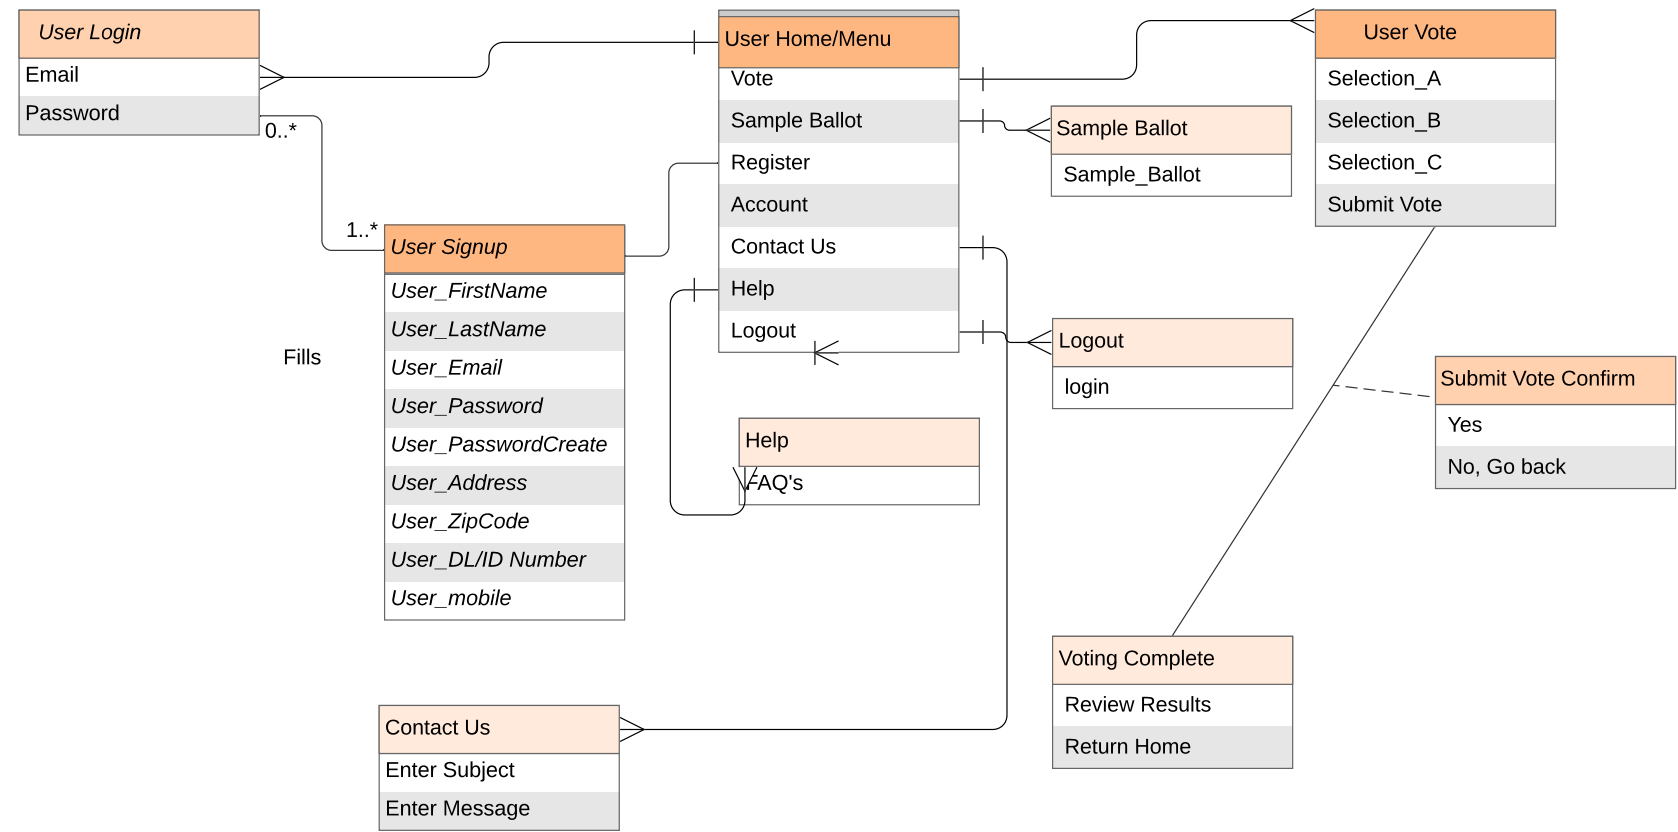 User Login
Email
Password
0..*
1..*
User Signup
User_FirstName
User_LastName
User_Email
User_Password
User_PasswordCreate
User_Address
User_ZipCode
User_DL/ID Number
User_mobile
Fills
User Home/Menu
Vote
Sample Ballot
Register
Account
Contact Us
Help
Logout
Sample Ballot
Sample_Ballot
User Vote
Selection_A
Selection_B
Selection_C
Submit Vote
Logout
login
Submit Vote Confirm
Yes
No, Go back
Help
FAQ's
Voting Complete
Review Results
Return Home
Contact Us
Enter Subject
Enter Message